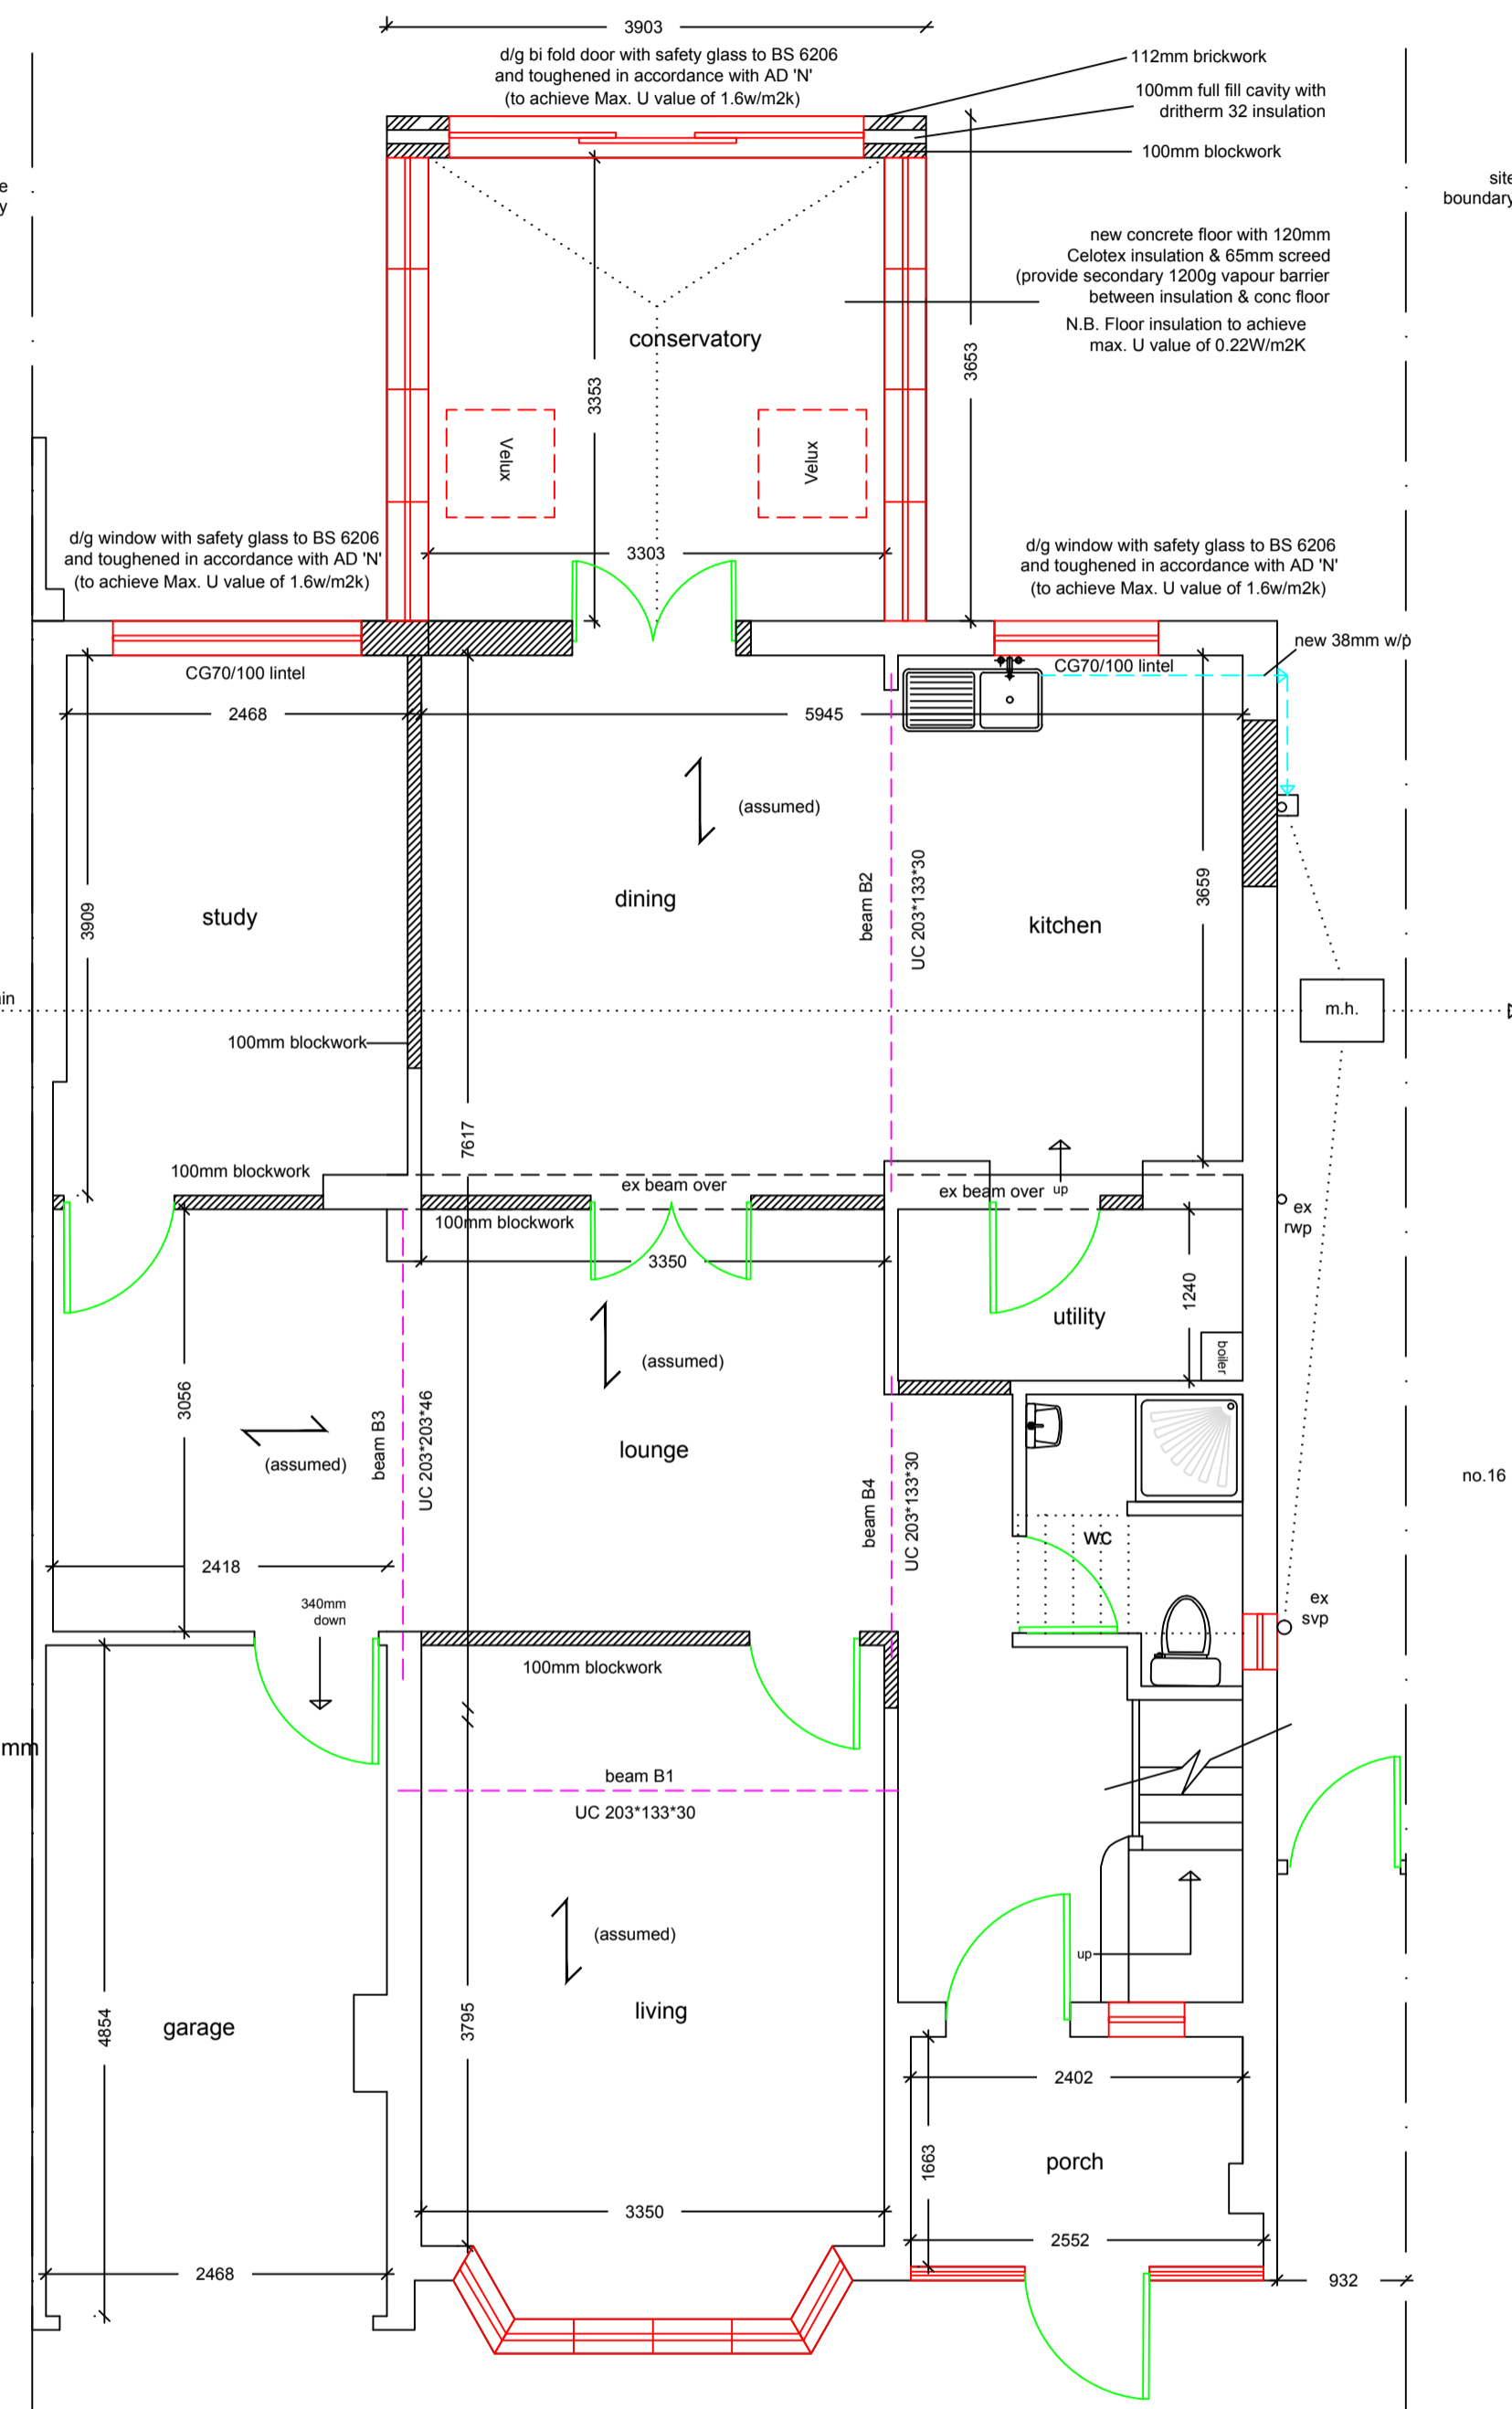 3903
d/g bi fold door with safety glass to BS 6206
and toughened in accordance with AD 'N'
(to achieve Max. U value of 1.6w/m2k)
112mm brickwork
100mm full fill cavity with
dritherm 32 insulation
100mm blockwork
site
boundary
new concrete floor with 120mm
Celotex insulation & 65mm screed
(provide secondary 1200g vapour barrier
between insulation & conc floor
N.B. Floor insulation to achieve
max. U value of 0.22W/m2K
conservatory
3353
3653
Velux
Velux
3303
d/g window with safety glass to BS 6206
and toughened in accordance with AD 'N'
(to achieve Max. U value of 1.6w/m2k)
d/g window with safety glass to BS 6206
and toughened in accordance with AD 'N'
(to achieve Max. U value of 1.6w/m2k)
new 38mm w/p
CG70/100 lintel
CG70/100 lintel
2468
5945
(assumed)
3909
study
dining
beam B2
UC 203*133*30
kitchen
3659
m.h.
100mm blockwork
7617
100mm blockwork
ex beam over
ex beam over
up
100mm blockwork
ex
rwp
3350
1240
utility
boiler
(assumed)
3056
(assumed)
beam B3
UC 203*203*46
lounge
beam B4
UC 203*133*30
no.16
wc
2418
340mm
down
ex
svp
100mm blockwork
mm
beam B1
UC 203*133*30
(assumed)
up
4854
garage
3795
living
2402
1663
porch
3350
2552
2468
932